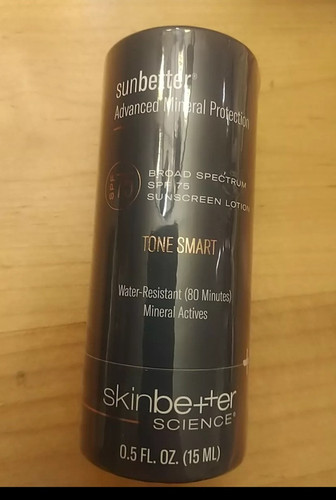 sunbetter®
Advanced Mineral Protection
SPF
BROAD SPECTRUM
SPF 75
SUNSCREEN LOTION
TONE SMART
Water-Resistant (80 Minutes)
Mineral Actives
skinbetter
SCIENCE®
0.5 FL. OZ. (15 ML)